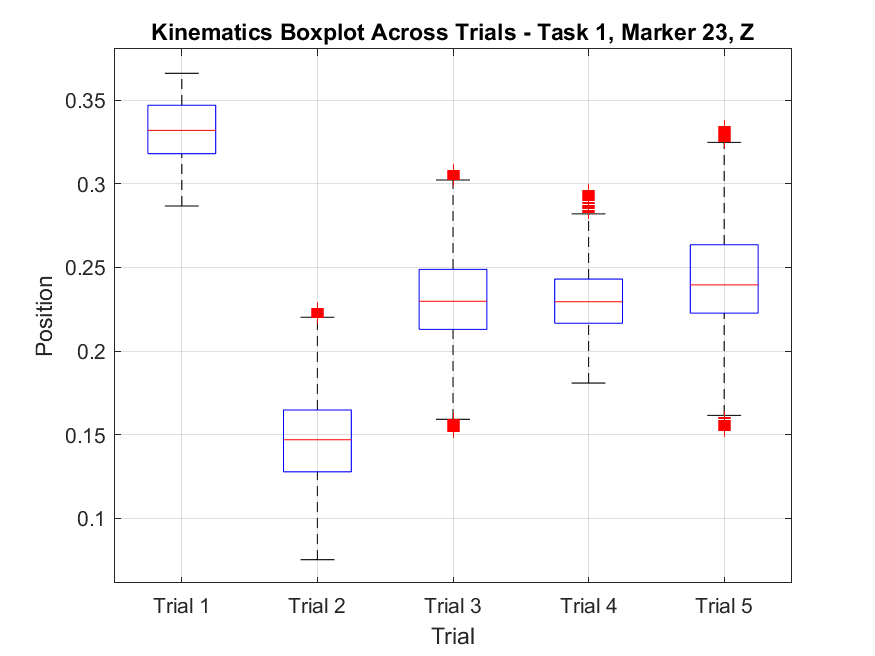 Kinematics Boxplot Across Trials - Task 1, Marker 23, Z
0.35
0.3
0.25
0.2
0.15
0.1
Position
Trial 1 Trial 2 Trial 3 Trial 4 Trial 5
Trial